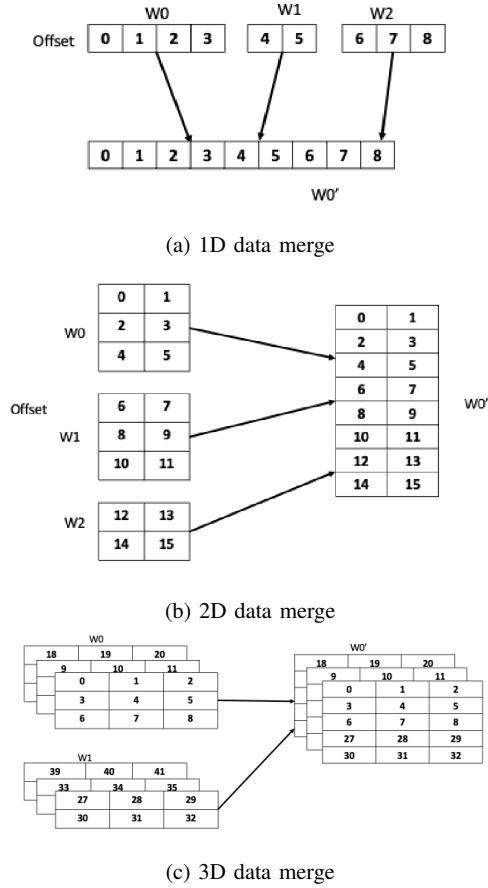 W0 W1 W2
Offset 0 1 2 3 4 5 6 7 8
0 1 2 3 4 5 6 7 8
W0'
(a) 1D data merge
W0
0 1
2 3
4 5
Offset
W1
6 7
8 9
10 11
W2
12 13
14 15
0 1
2 3
4 5
6 7
8 9
10 11
12 13
14 15
W0'
(b) 2D data merge
W0
18 19 20
9 10 11
0 1 2
3 4 5
6 7 8
W1
39 40 41
33 34 35
27 28 29
30 31 32
W0'
18 19 20
9 10 11
0 1 2
3 4 5
6 7 8
27 28 29
30 31 32
(c) 3D data merge